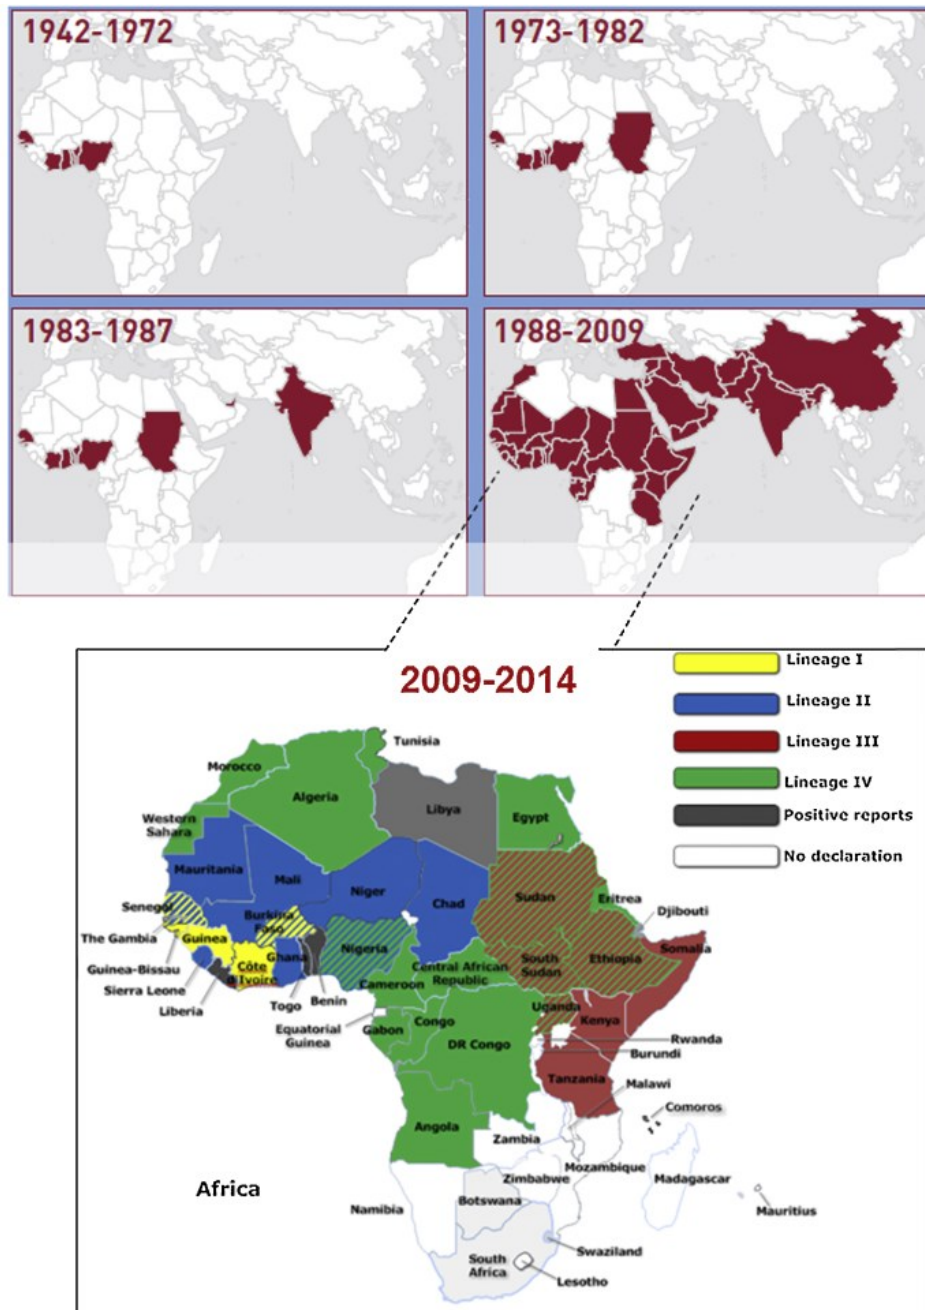 1942-1972
1973-1982
1983-1987
1988-2009
2009-2014
Lineage I
Lineage II
Lineage III
Lineage IV
Positive reports
No declaration
Tunisia
Morocco
Algeria
Libya
Egypt
Western
Sahara
Mauritania
Mali
Niger
Chad
Sudan
Eritrea
Djibouti
Senegal
The Gambia
Guinea-Bissau
Guinea
Sierra Leone
Liberia
Burkina
Faso
Côte
d'Ivoire
Ghana
Togo
Benin
Nigeria
Cameroon
Central African
Republic
South
Sudan
Ethiopia
Somalia
Equatorial
Guinea
Gabon
Congo
DR Congo
Uganda
Kenya
Rwanda
Burundi
Tanzania
Malawi
Comoros
Angola
Zambia
Mozambique
Zimbabwe
Madagascar
Mauritius
Africa
Namibia
Botswana
Swaziland
South
Africa
Lesotho